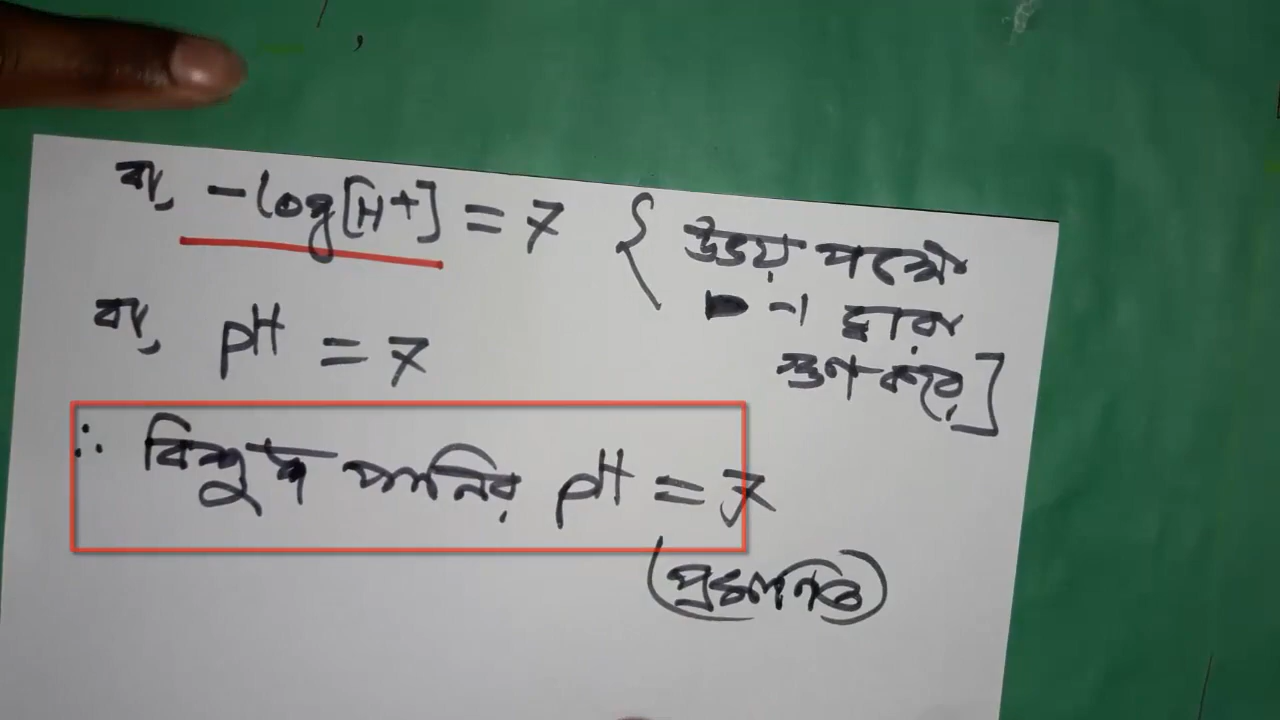 বা, -log[H+] = 7 { উভয় পক্ষে
-1 দ্বারা
গুণ করে]
বা, pH = 7
∴ বিশুদ্ধ পানির pH = 7
(প্রমাণিত)